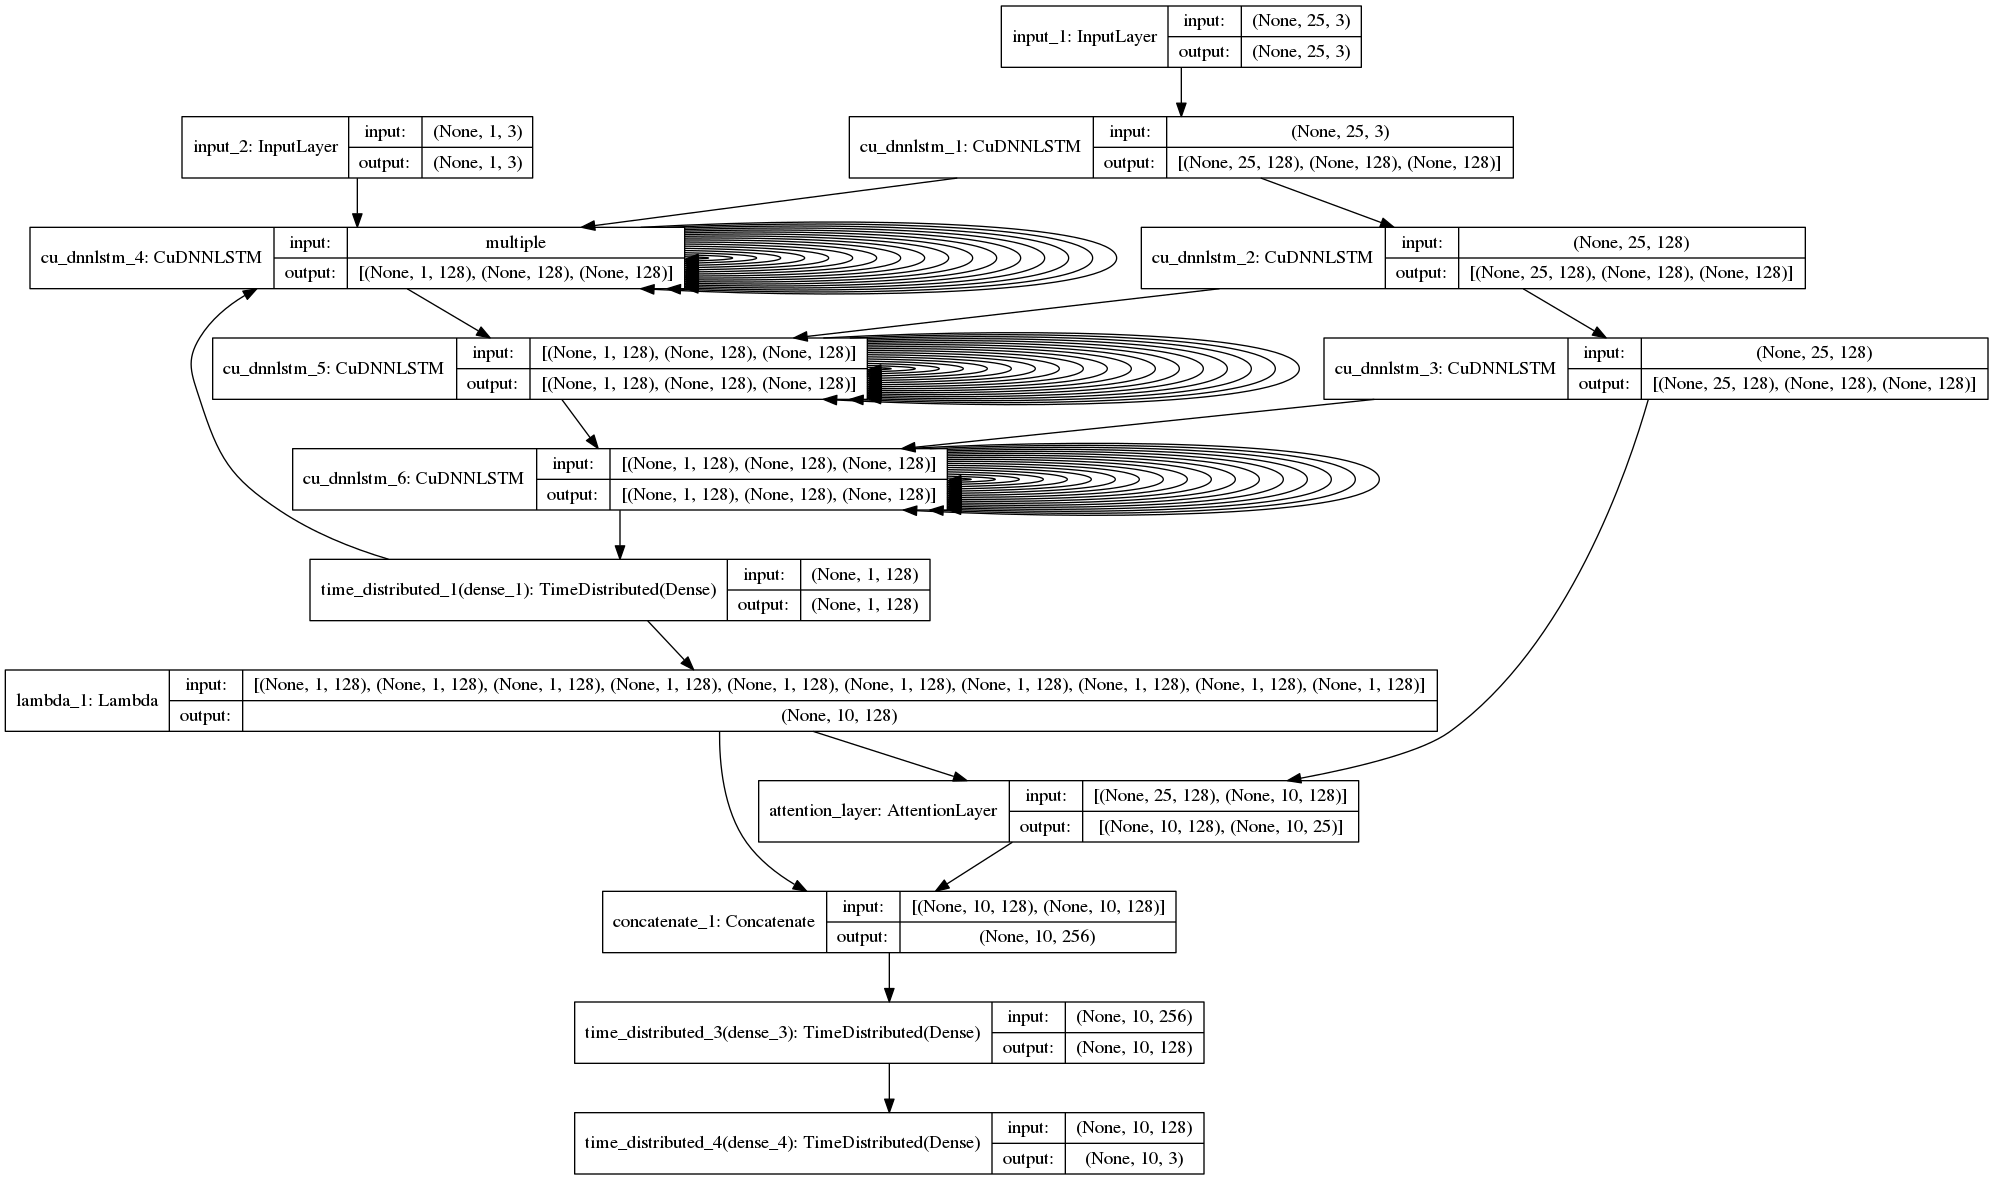 input_1: InputLayer
input:
(None, 25, 3)
output:
(None, 25, 3)
input_2: InputLayer
input:
(None, 1, 3)
output:
(None, 1, 3)
cu_dnnlstm_1: CuDNNLSTM
input:
(None, 25, 3)
output:
[(None, 25, 128), (None, 128), (None, 128)]
cu_dnnlstm_4: CuDNNLSTM
input:
multiple
output:
[(None, 1, 128), (None, 128), (None, 128)]
cu_dnnlstm_2: CuDNNLSTM
input:
(None, 25, 128)
output:
[(None, 25, 128), (None, 128), (None, 128)]
cu_dnnlstm_5: CuDNNLSTM
input:
[(None, 1, 128), (None, 128), (None, 128)]
output:
[(None, 1, 128), (None, 128), (None, 128)]
cu_dnnlstm_3: CuDNNLSTM
input:
(None, 25, 128)
output:
[(None, 25, 128), (None, 128), (None, 128)]
cu_dnnlstm_6: CuDNNLSTM
input:
[(None, 1, 128), (None, 128), (None, 128)]
output:
[(None, 1, 128), (None, 128), (None, 128)]
time_distributed_1(dense_1): TimeDistributed(Dense)
input:
(None, 1, 128)
output:
(None, 1, 128)
lambda_1: Lambda
input:
[(None, 1, 128), (None, 1, 128), (None, 1, 128), (None, 1, 128), (None, 1, 128), (None, 1, 128), (None, 1, 128), (None, 1, 128), (None, 1, 128), (None, 1, 128)]
output:
(None, 10, 128)
attention_layer: AttentionLayer
input:
[(None, 25, 128), (None, 10, 128)]
output:
[(None, 10, 128), (None, 10, 25)]
concatenate_1: Concatenate
input:
[(None, 10, 128), (None, 10, 128)]
output:
(None, 10, 256)
time_distributed_3(dense_3): TimeDistributed(Dense)
input:
(None, 10, 256)
output:
(None, 10, 128)
time_distributed_4(dense_4): TimeDistributed(Dense)
input:
(None, 10, 128)
output:
(None, 10, 3)